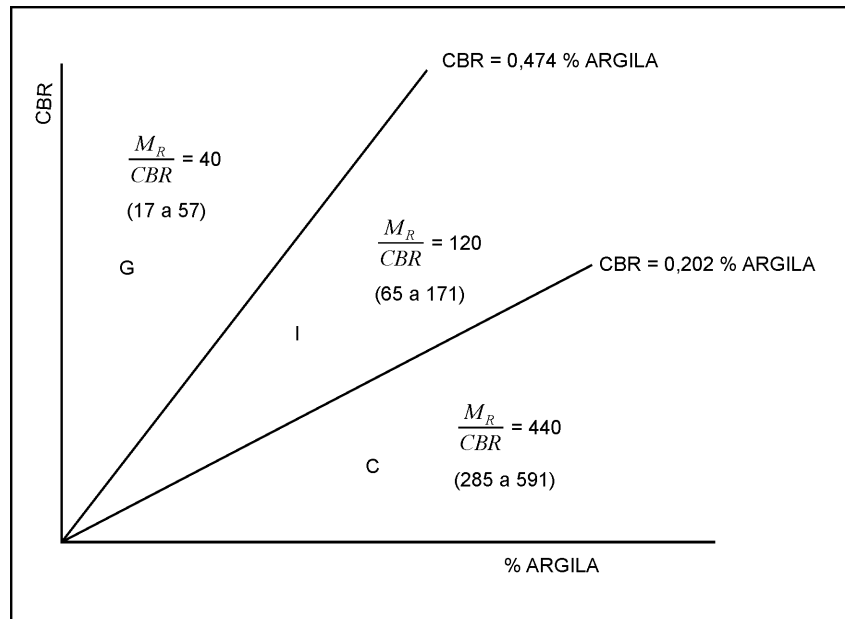 CBR = 0,474 % ARGILA
CBR
M_R / CBR = 40
(17 a 57)
M_R / CBR = 120
(65 a 171)
G
CBR = 0,202 % ARGILA
I
M_R / CBR = 440
(285 a 591)
C
% ARGILA